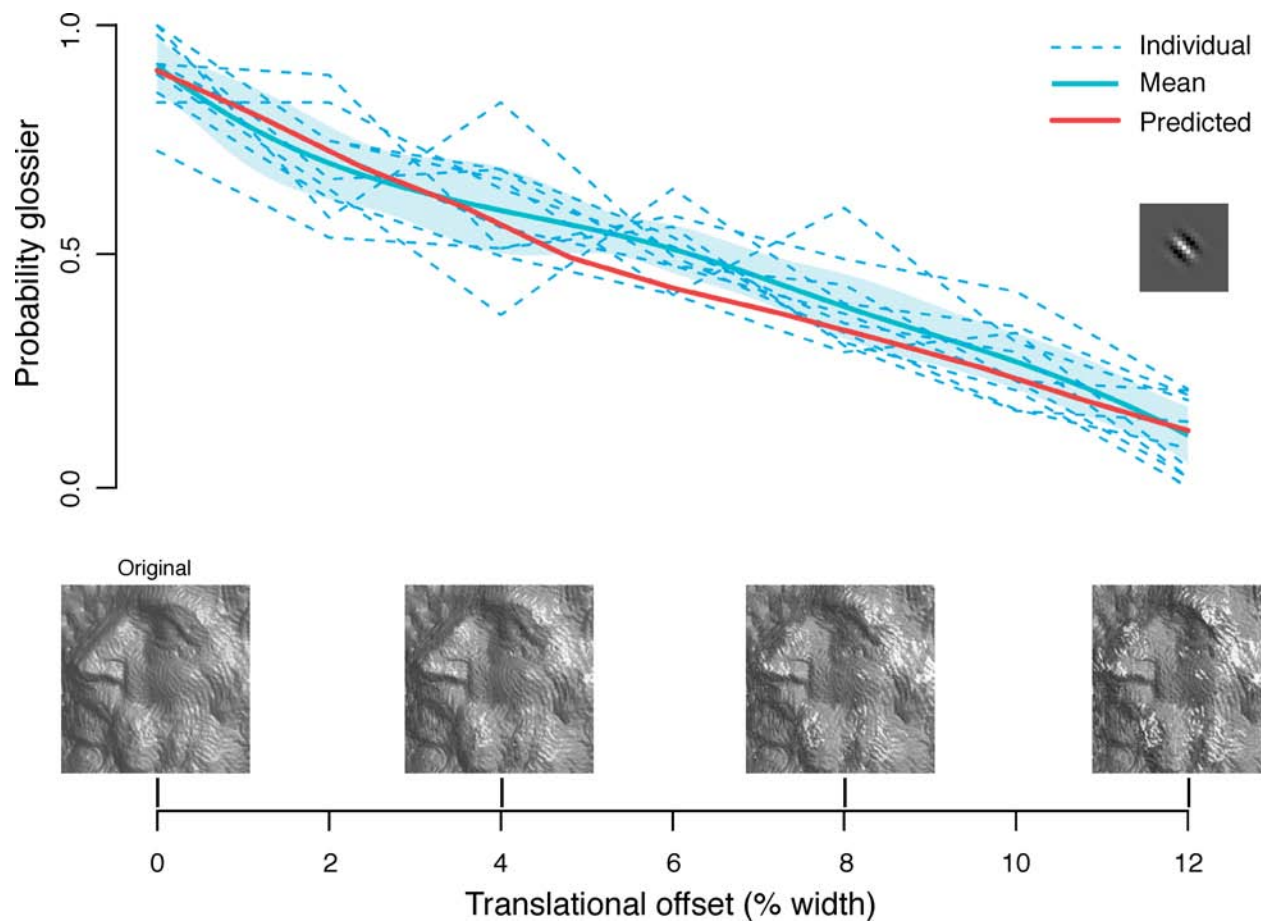 1.0
0.5
0.0
Probability glossier
Individual
Mean
Predicted
Original
0 2 4 6 8 10 12
Translational offset (% width)